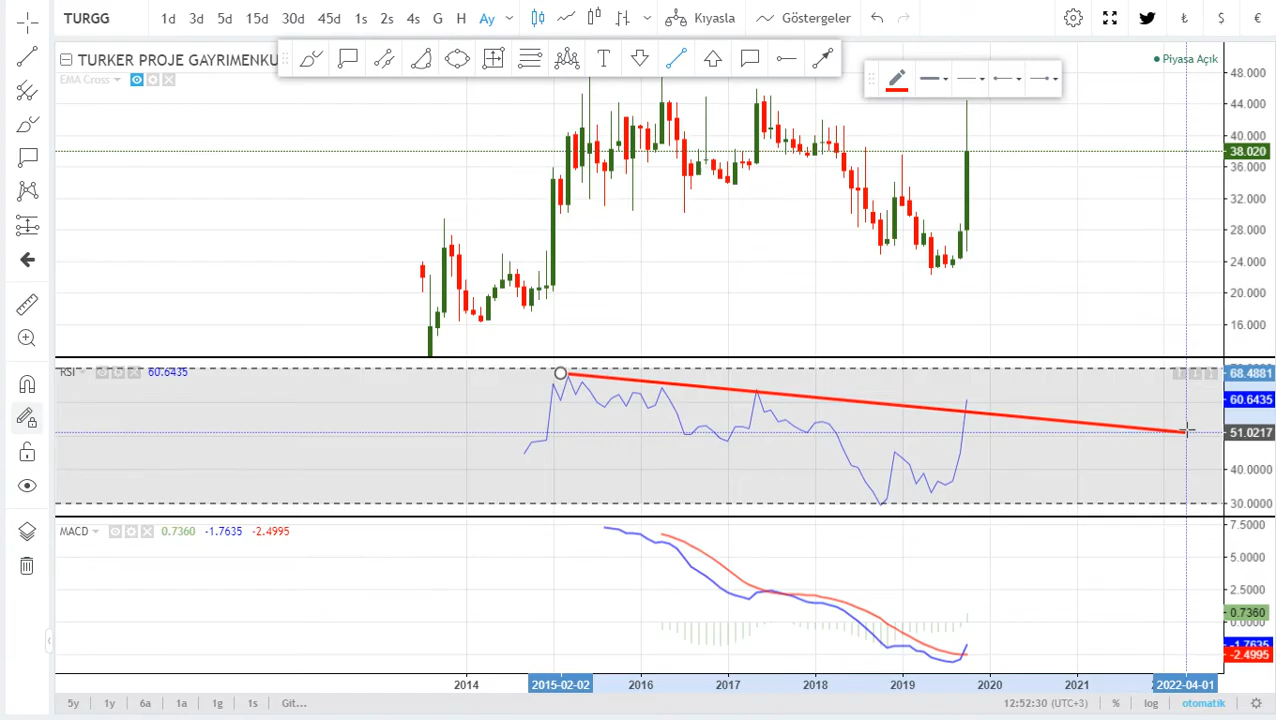 TURGG 1d 3d 5d 15d 30d 45d 1s 2s 4s G H Ay Kıyasla Göstergeler ₺ $ €
TURKER PROJE GAYRIMENKU
Piyasa Açık
EMA Cross
48.000
44.000
40.000
38.020
36.000
32.000
28.000
24.000
20.000
16.000
RSI 60.6435
68.4881
60.6435
51.0217
40.0000
30.0000
MACD 0.7360 -1.7635 -2.4995
7.5000
5.0000
2.5000
0.7360
0.0000
-1.7635
-2.4995
2014 2015-02-02 2016 2017 2018 2019 2020 2021 2022-04-01
5y 1y 6a 1a 1g 1s Git... 12:52:30 (UTC+3) % log otomatik